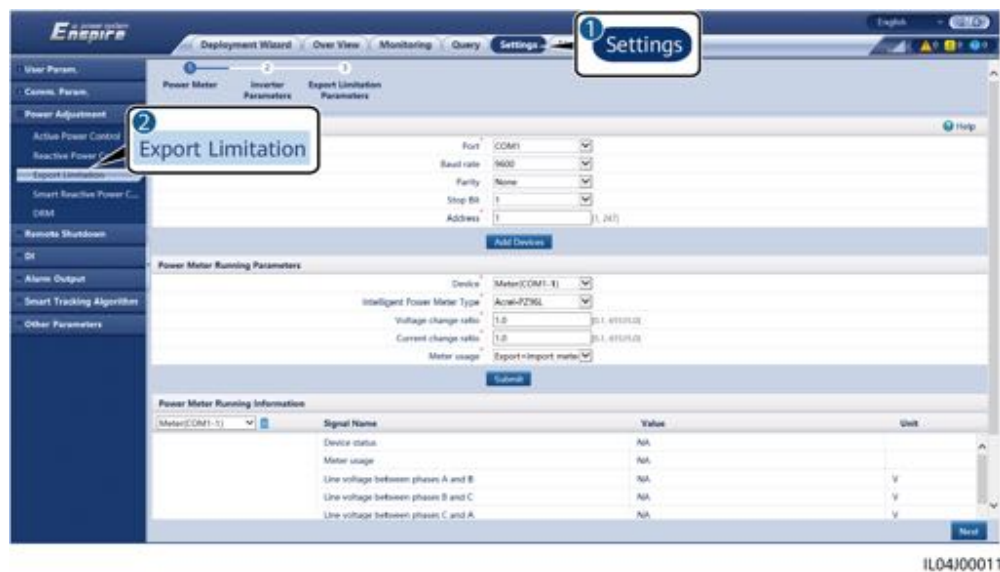 Enspire
English
Deployment Wizard Over View Monitoring Query Settings
1
Settings
User Param.
Comm. Param.
Power Adjustment
Active Power Control
Reactive Power
Export Limitation
Smart Reactive Power C...
DRM
Remote Shutdown
DI
Alarm Output
Smart Tracking Algorithm
Other Parameters
1 2 3
Power Meter
Inverter Parameters
Export Limitation Parameters
2
Export Limitation
Help
Port COM1
Baud rate 9600
Parity None
Stop Bit 1
Address 1 [1, 247]
Add Devices
Power Meter Running Parameters
Device Meter(COM1-1)
Intelligent Power Meter Type Acrel-PZ96L
Voltage change ratio 1.0
Current change ratio 1.0
Meter usage Export+import mete
Submit
Power Meter Running Information
Meter(COM1-1) Signal Name Value Unit
Device status NA
Meter usage NA
Line voltage between phases A and B NA V
Line voltage between phases B and C NA V
Line voltage between phases C and A NA V
Next
IL04J00011